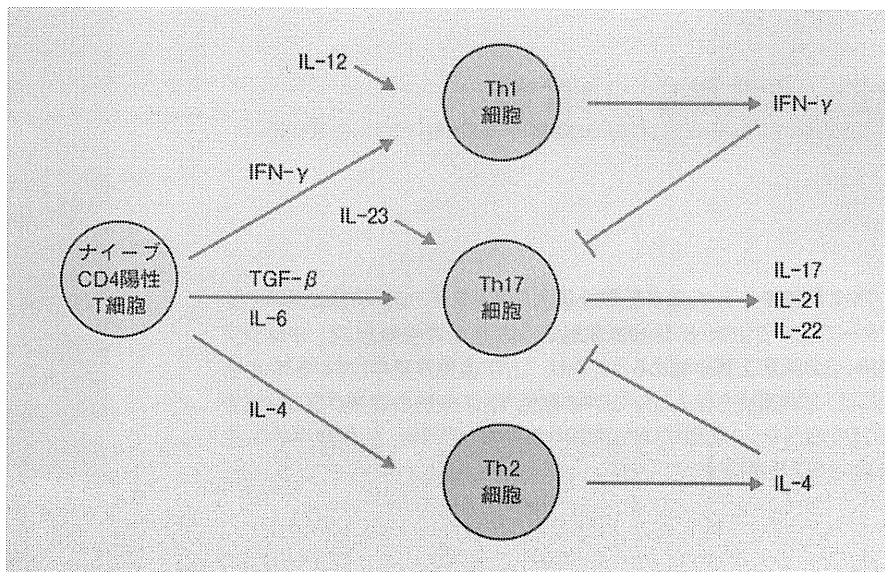 IL-12
Th1
細胞
IFN-γ
IFN-γ
IL-23
ナイーブ
CD4陽性
T細胞
TGF-β
IL-6
Th17
細胞
IL-17
IL-21
IL-22
IL-4
Th2
細胞
IL-4